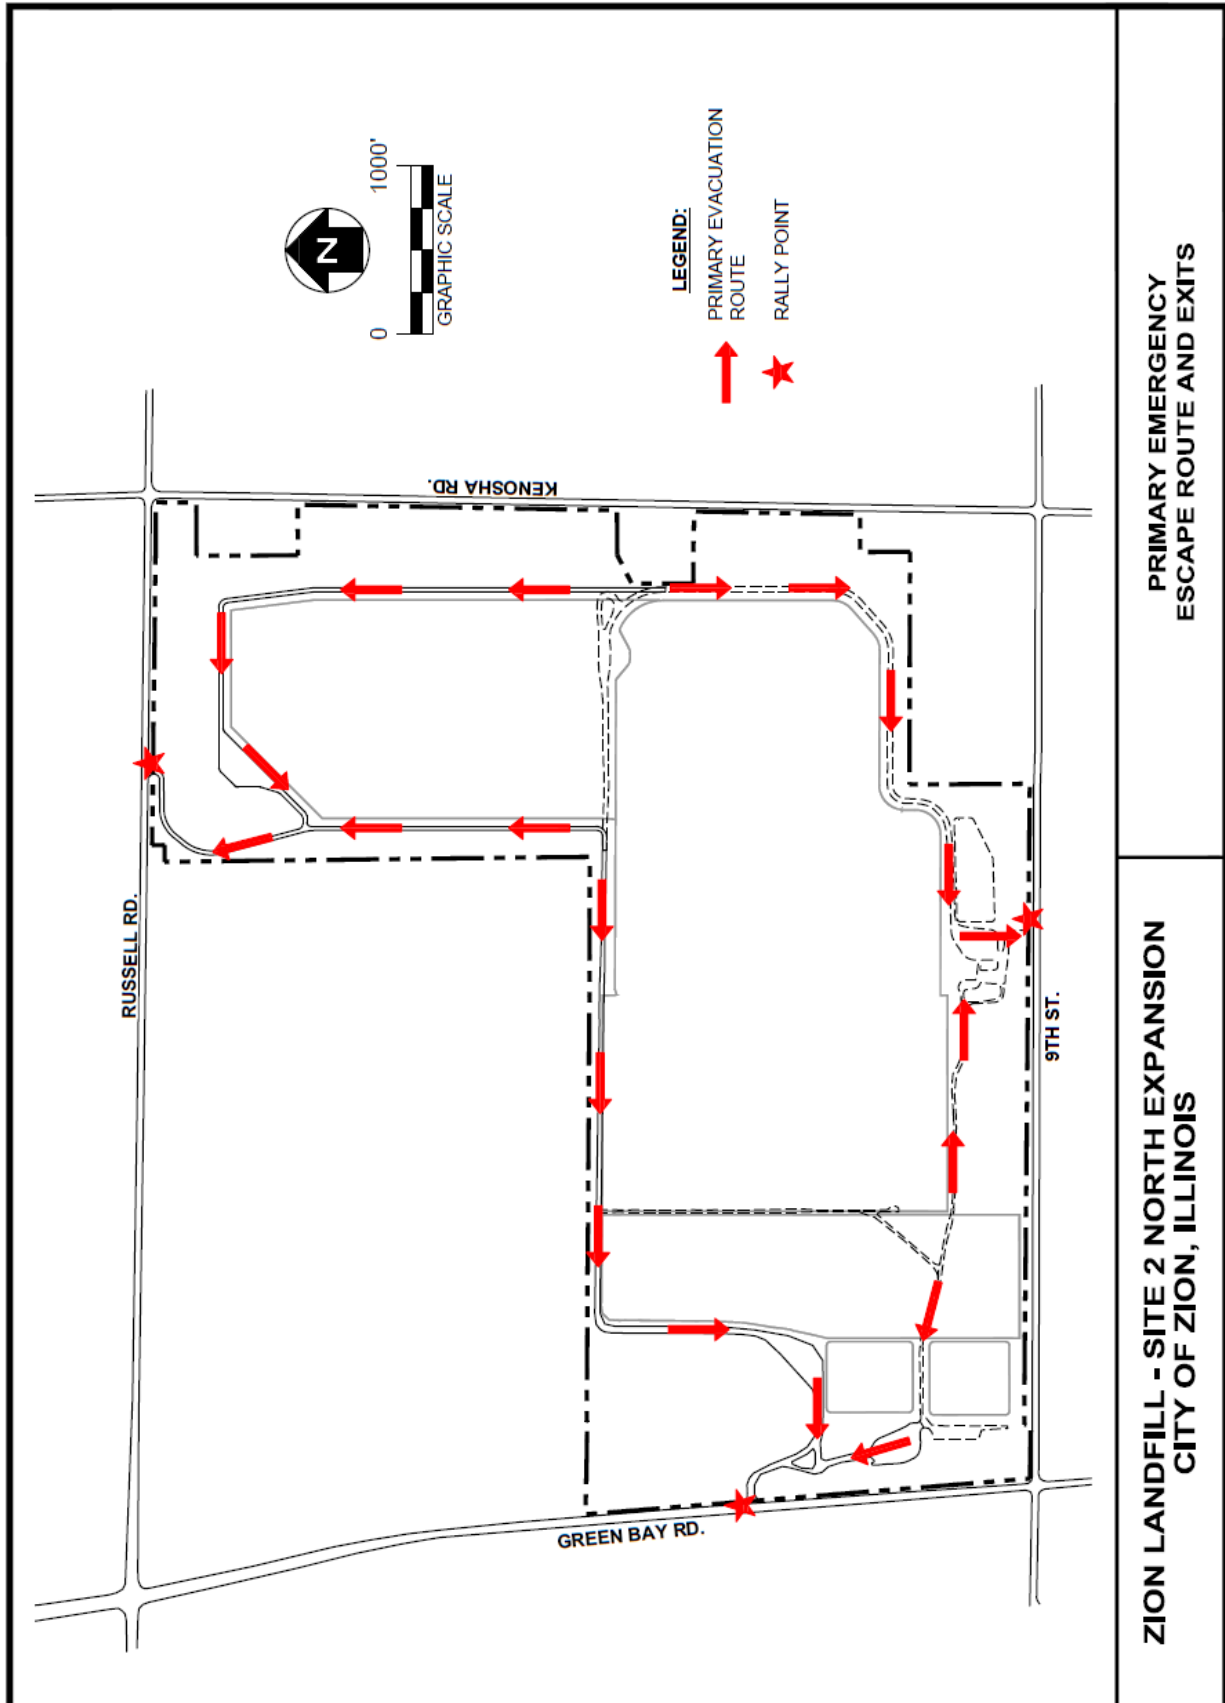 N
0 1000'
GRAPHIC SCALE
LEGEND:
PRIMARY EVACUATION
ROUTE
RALLY POINT
KENOSHA RD.
RUSSELL RD.
9TH ST.
GREEN BAY RD.
ZION LANDFILL - SITE 2 NORTH EXPANSION
CITY OF ZION, ILLINOIS
PRIMARY EMERGENCY
ESCAPE ROUTE AND EXITS